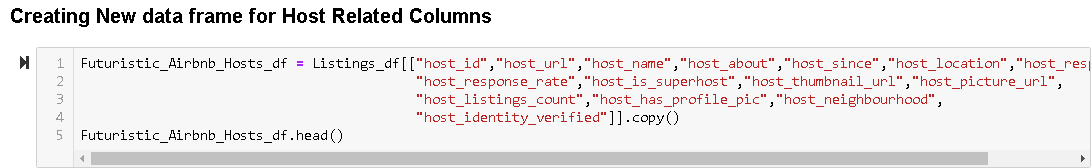 Creating New data frame for Host Related Columns
1 Futuristic_Airbnb_Hosts_df = Listings_df[["host_id","host_url","host_name","host_about","host_since","host_location","host_resp
2 "host_response_rate","host_is_superhost","host_thumbnail_url","host_picture_url",
3 "host_listings_count","host_has_profile_pic","host_neighbourhood",
4 "host_identity_verified"]].copy()
5 Futuristic_Airbnb_Hosts_df.head()